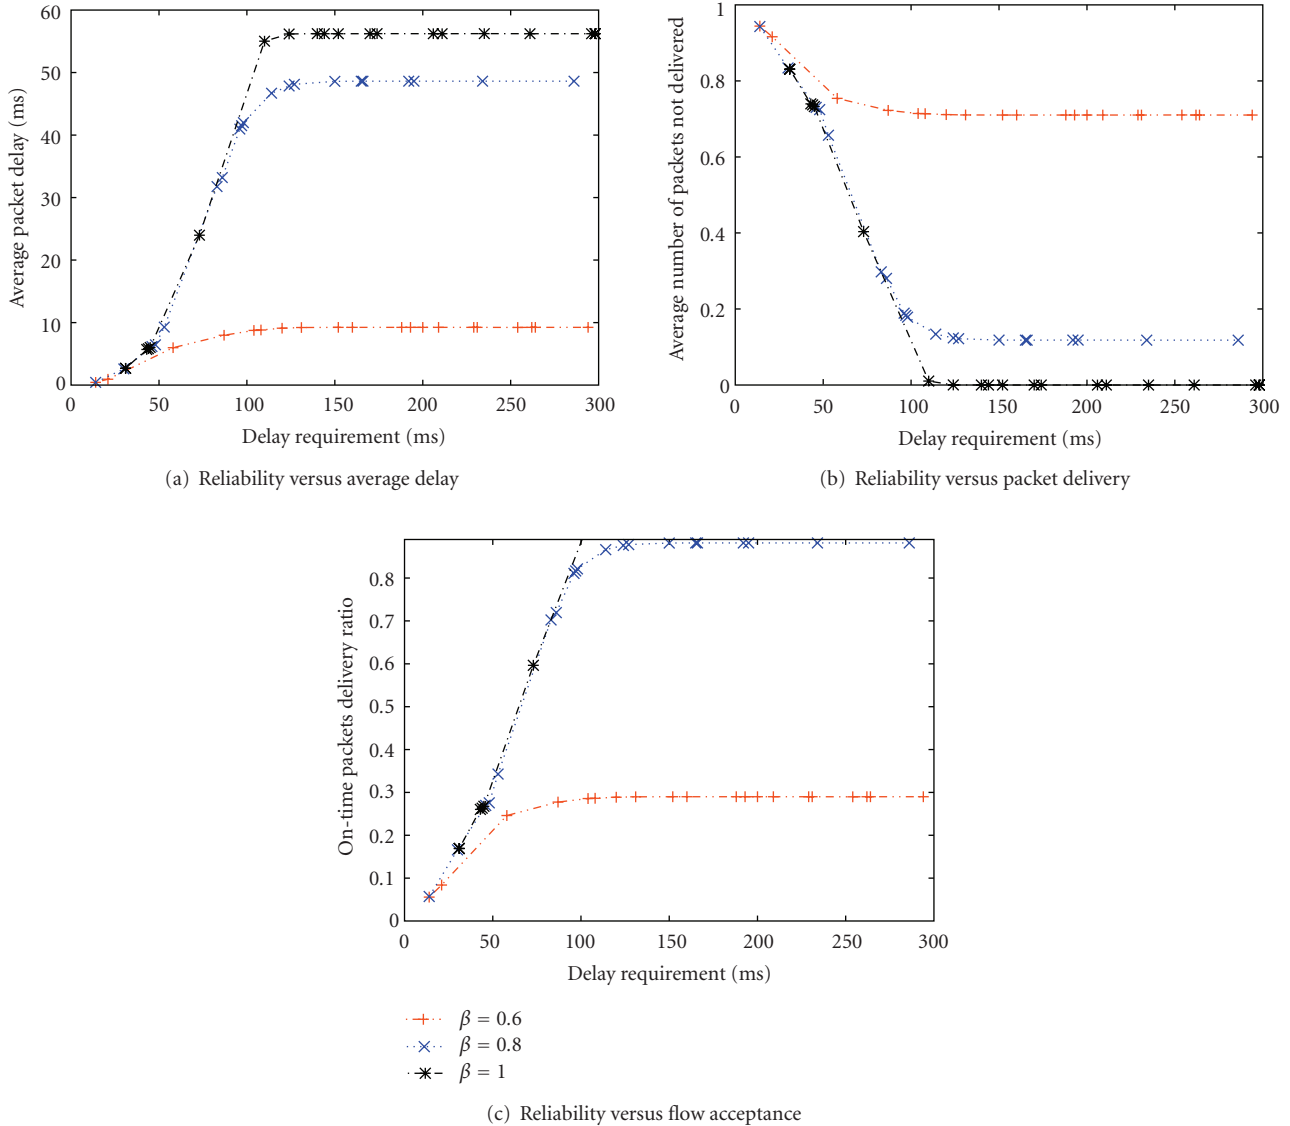 60
50
40
30
20
10
0
Average packet delay (ms)
0 50 100 150 200 250 300
Delay requirement (ms)
(a) Reliability versus average delay
1
0.8
0.6
0.4
0.2
0
Average number of packets not delivered
0 50 100 150 200 250 300
Delay requirement (ms)
(b) Reliability versus packet delivery
0.8
0.7
0.6
0.5
0.4
0.3
0.2
0.1
0
On-time packets delivery ratio
0 50 100 150 200 250 300
Delay requirement (ms)
β = 0.6
β = 0.8
β = 1
(c) Reliability versus flow acceptance